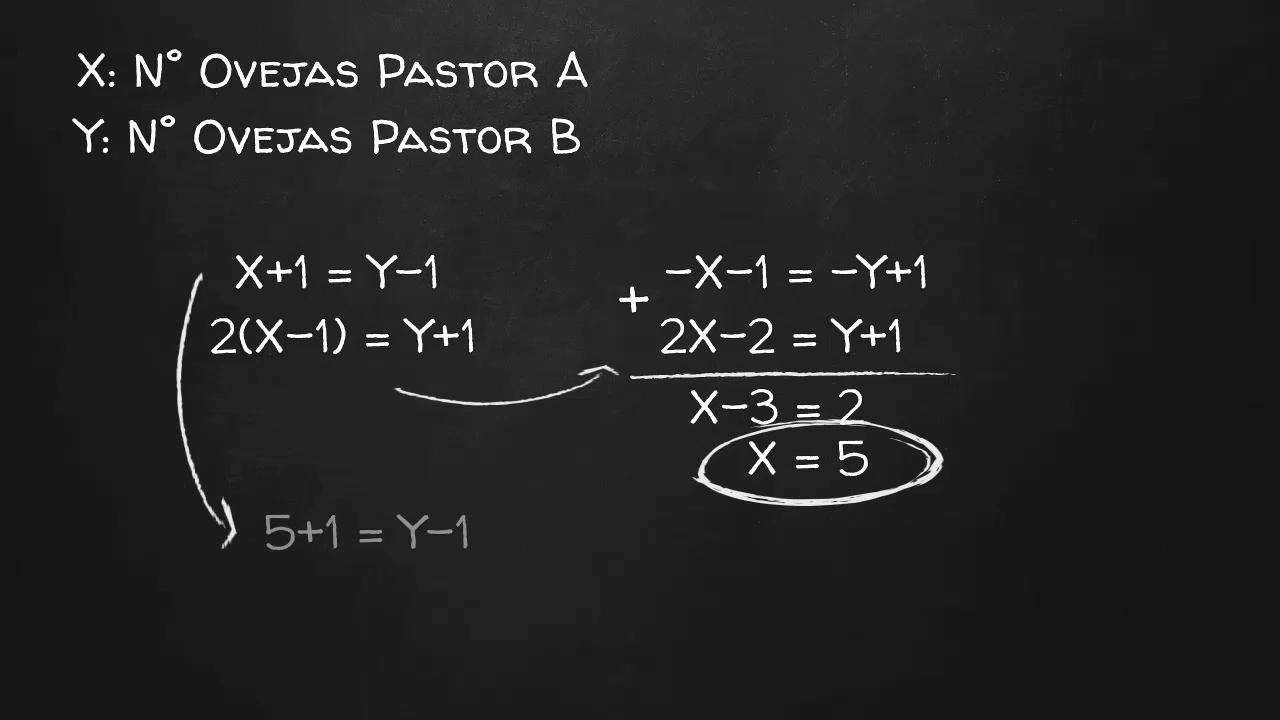 X: N° OVEJAS PASTOR A
Y: N° OVEJAS PASTOR B
X+1 = Y-1
2(X-1) = Y+1
-X-1 = -Y+1
+
2X-2 = Y+1
X-3 = 2
X = 5
5+1 = Y-1